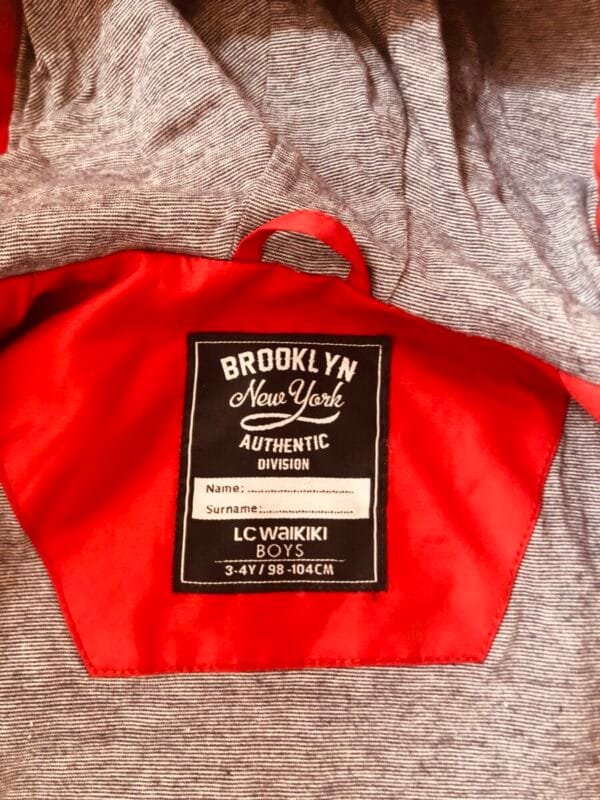 BROOKLYN
New York
AUTHENTIC
DIVISION
Name:
Surname:
LC WAIKIKI
BOYS
3-4Y / 98-104CM